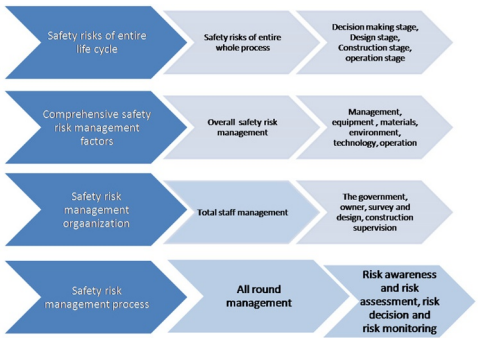 Safety risks of entire
life cycle
Safety risks of entire
whole process
Decision making stage,
Design stage,
Construction stage,
operation stage
Comprehensive safety
risk management
factors
Overall safety risk
management
Management,
equipment , materials,
environment,
technology, operation
Safety risk
management
orgaanization
Total staff management
The government,
owner, survey and
design, construction
supervision
Safety risk
management process
All round
management
Risk awareness
and risk
assessment, risk
decision and
risk monitoring